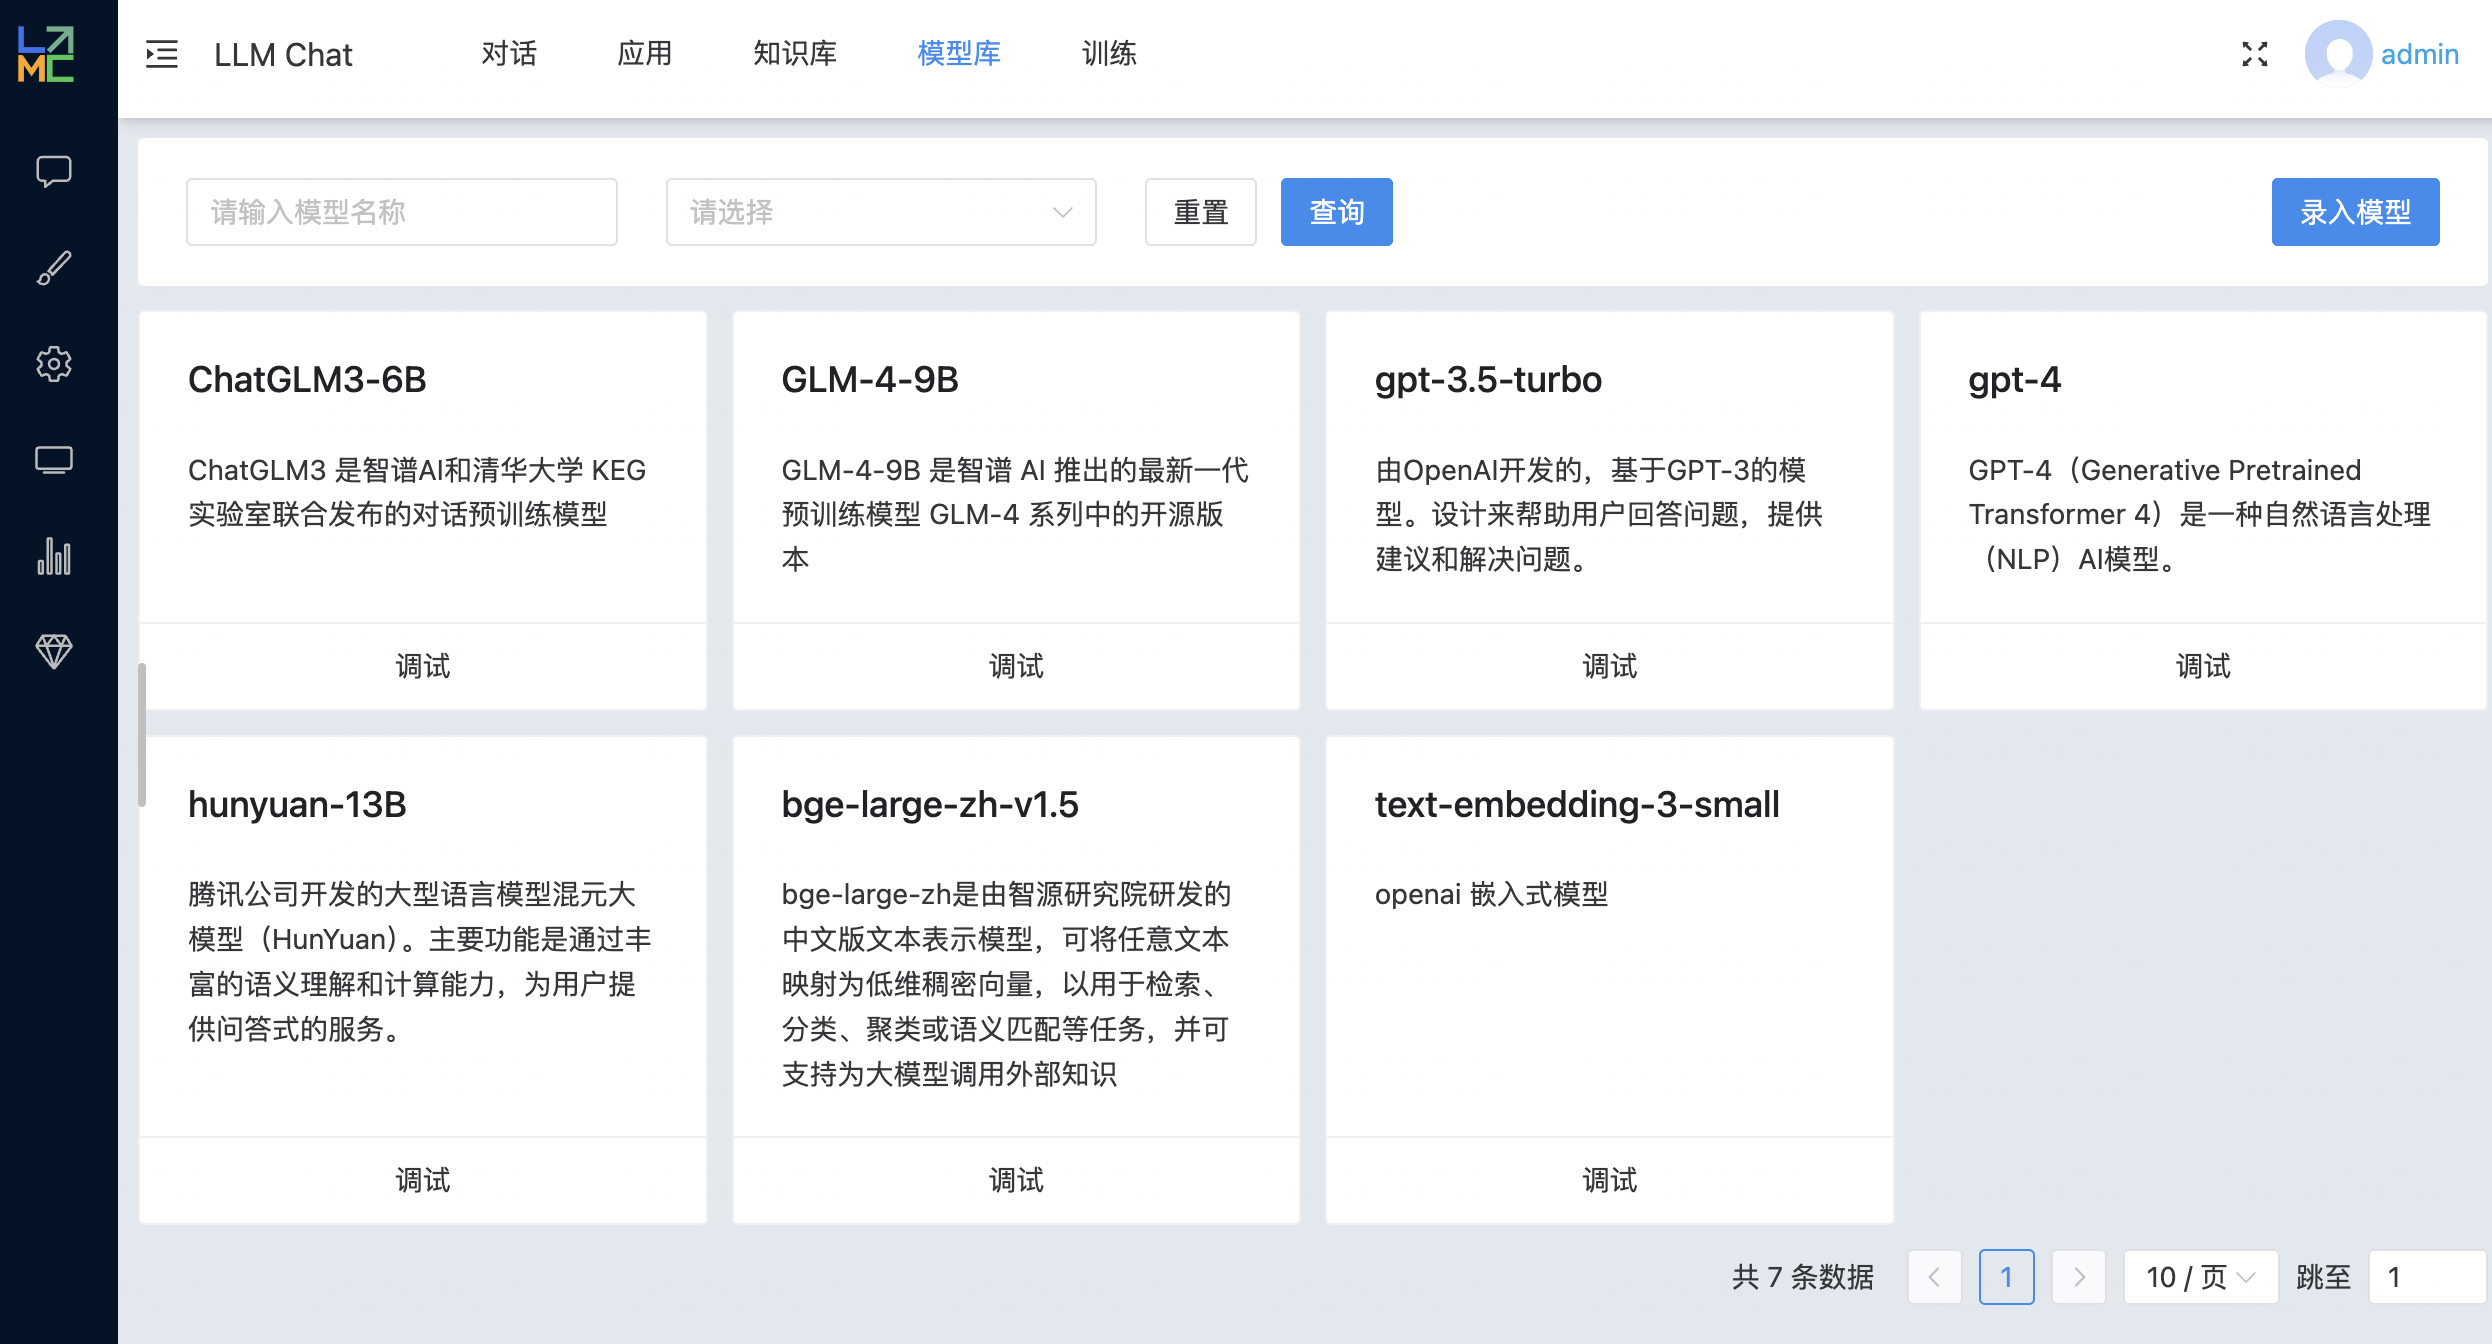 LMC
LLM Chat
对话
应用
知识库
模型库
训练
admin
请输入模型名称
请选择
重置
查询
录入模型
ChatGLM3-6B
ChatGLM3 是智谱AI和清华大学 KEG
实验室联合发布的对话预训练模型
调试
GLM-4-9B
GLM-4-9B 是智谱 AI 推出的最新一代
预训练模型 GLM-4 系列中的开源版
本
调试
gpt-3.5-turbo
由OpenAI开发的，基于GPT-3的模
型。设计来帮助用户回答问题，提供
建议和解决问题。
调试
gpt-4
GPT-4（Generative Pretrained
Transformer 4）是一种自然语言处理
（NLP）AI模型。
调试
hunyuan-13B
腾讯公司开发的大型语言模型混元大
模型（HunYuan）。主要功能是通过丰
富的语义理解和计算能力，为用户提
供问答式的服务。
调试
bge-large-zh-v1.5
bge-large-zh是由智源研究院研发的
中文版文本表示模型，可将任意文本
映射为低维稠密向量，以用于检索、
分类、聚类或语义匹配等任务，并可
支持为大模型调用外部知识
调试
text-embedding-3-small
openai 嵌入式模型
调试
共 7 条数据
1
10 / 页
跳至
1